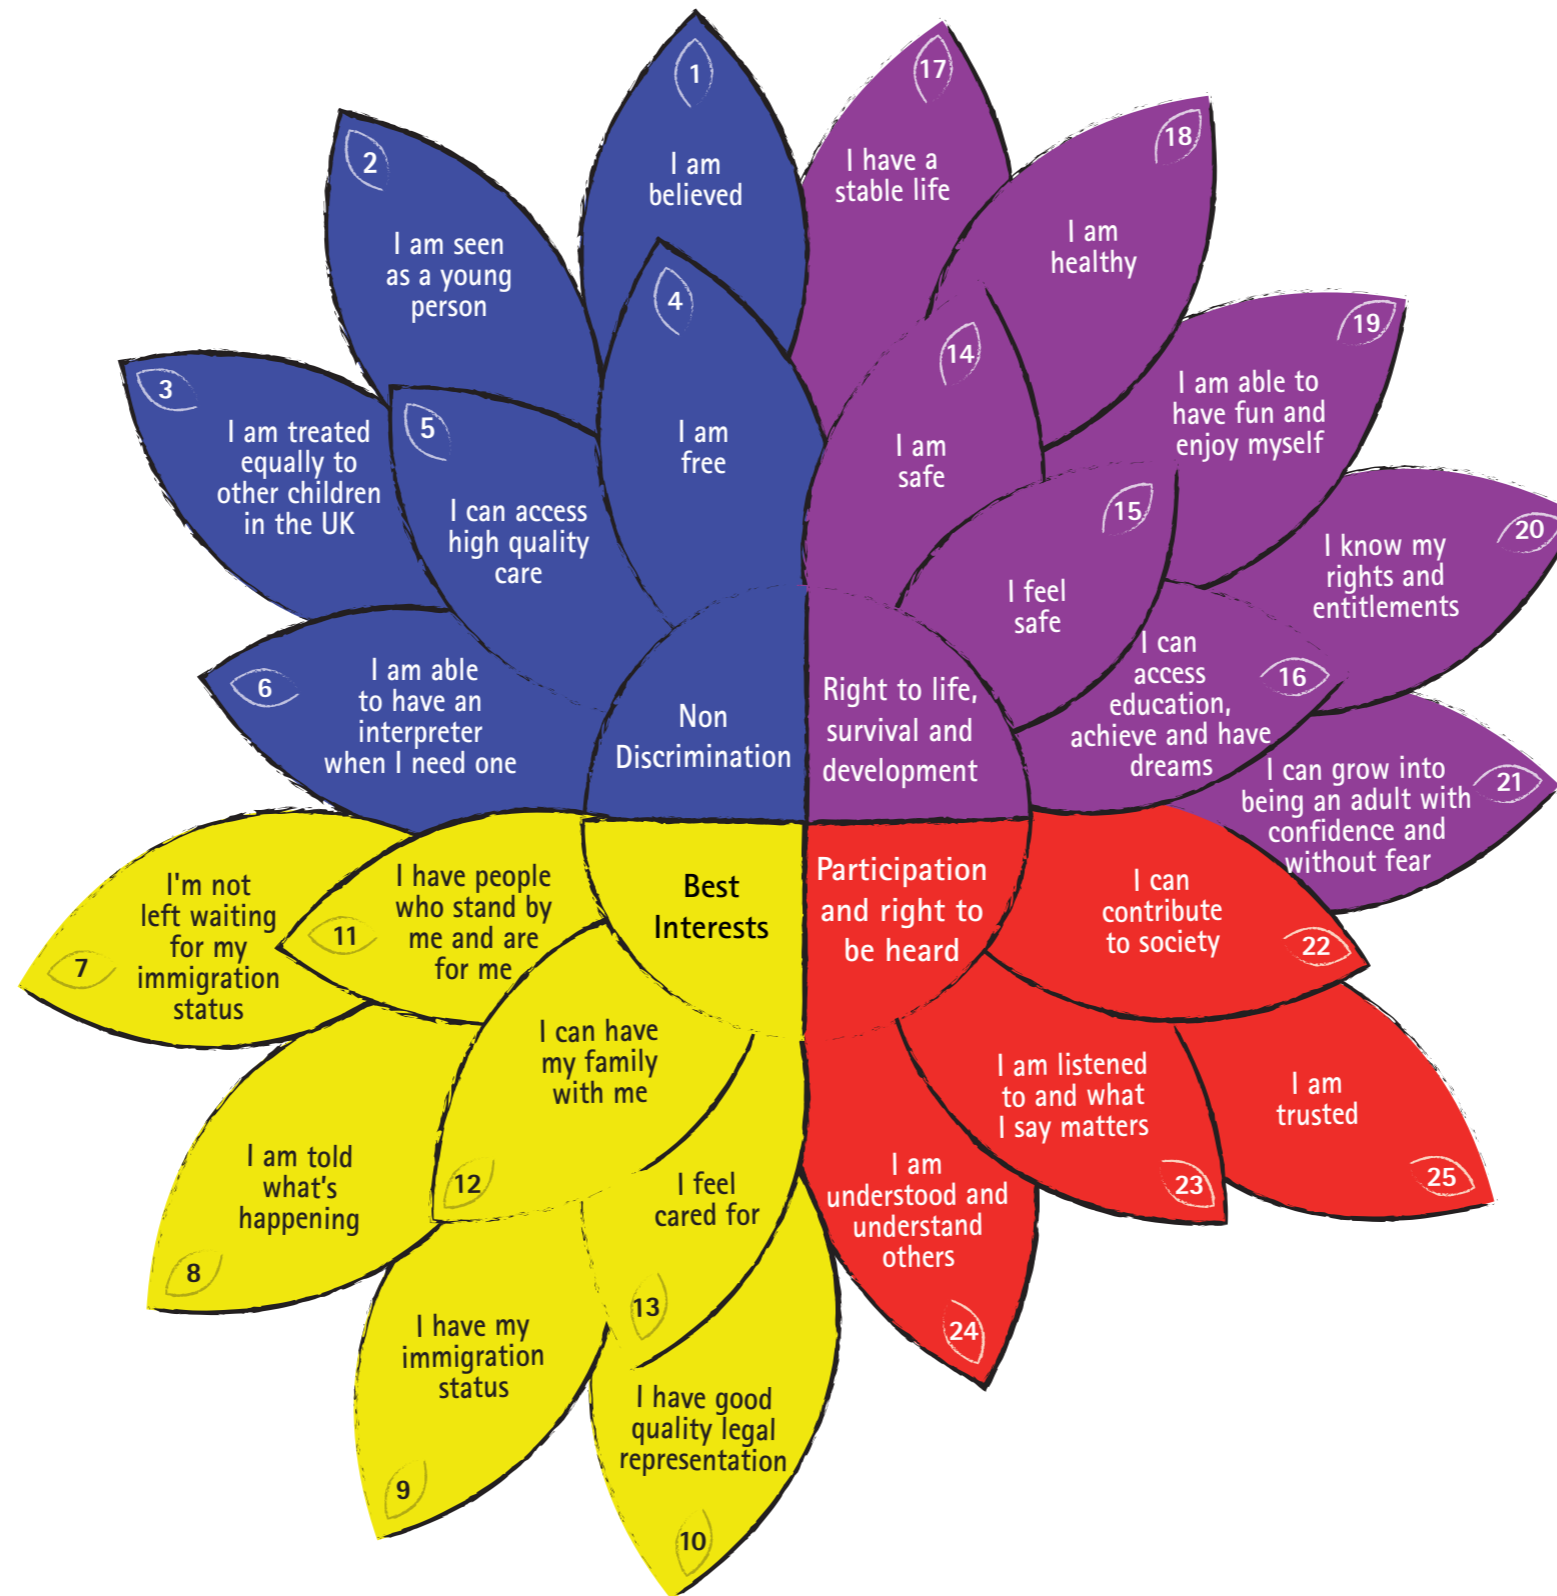 1
I am
believed
2
I am seen
as a young
person
3
I am treated
equally to
other children
in the UK
4
I am
free
5
I can access
high quality
care
6
I am able
to have an
interpreter
when I need one
Non
Discrimination
17
I have a
stable life
18
I am
healthy
19
I am able to
have fun and
enjoy myself
20
I know my
rights and
entitlements
21
I can grow into
being an adult with
confidence and
without fear
14
I am
safe
15
I feel
safe
16
I can
access
education,
achieve and have
dreams
Right to life,
survival and
development
7
I'm not
left waiting
for my
immigration
status
8
I am told
what's
happening
9
I have my
immigration
status
10
I have good
quality legal
representation
11
I have people
who stand by
me and are
for me
12
I can have
my family
with me
13
I feel
cared for
Best
Interests
Participation
and right to
be heard
22
I can
contribute
to society
23
I am listened
to and what
I say matters
24
I am
understood and
understand
others
25
I am
trusted